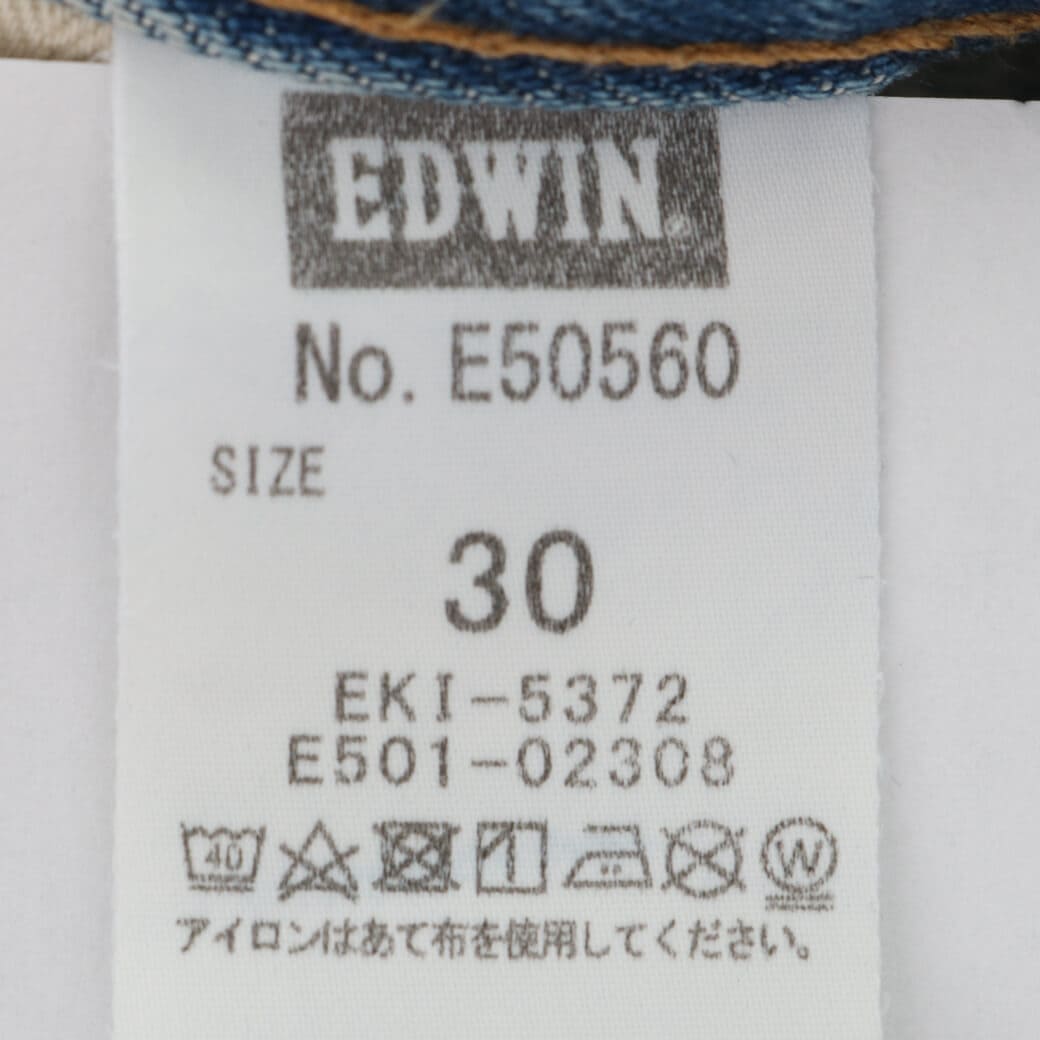 EDWIN®
No. E50560
SIZE
30
EKI-5372
E501-02308
40 W
アイロンはあて布を使用してください。